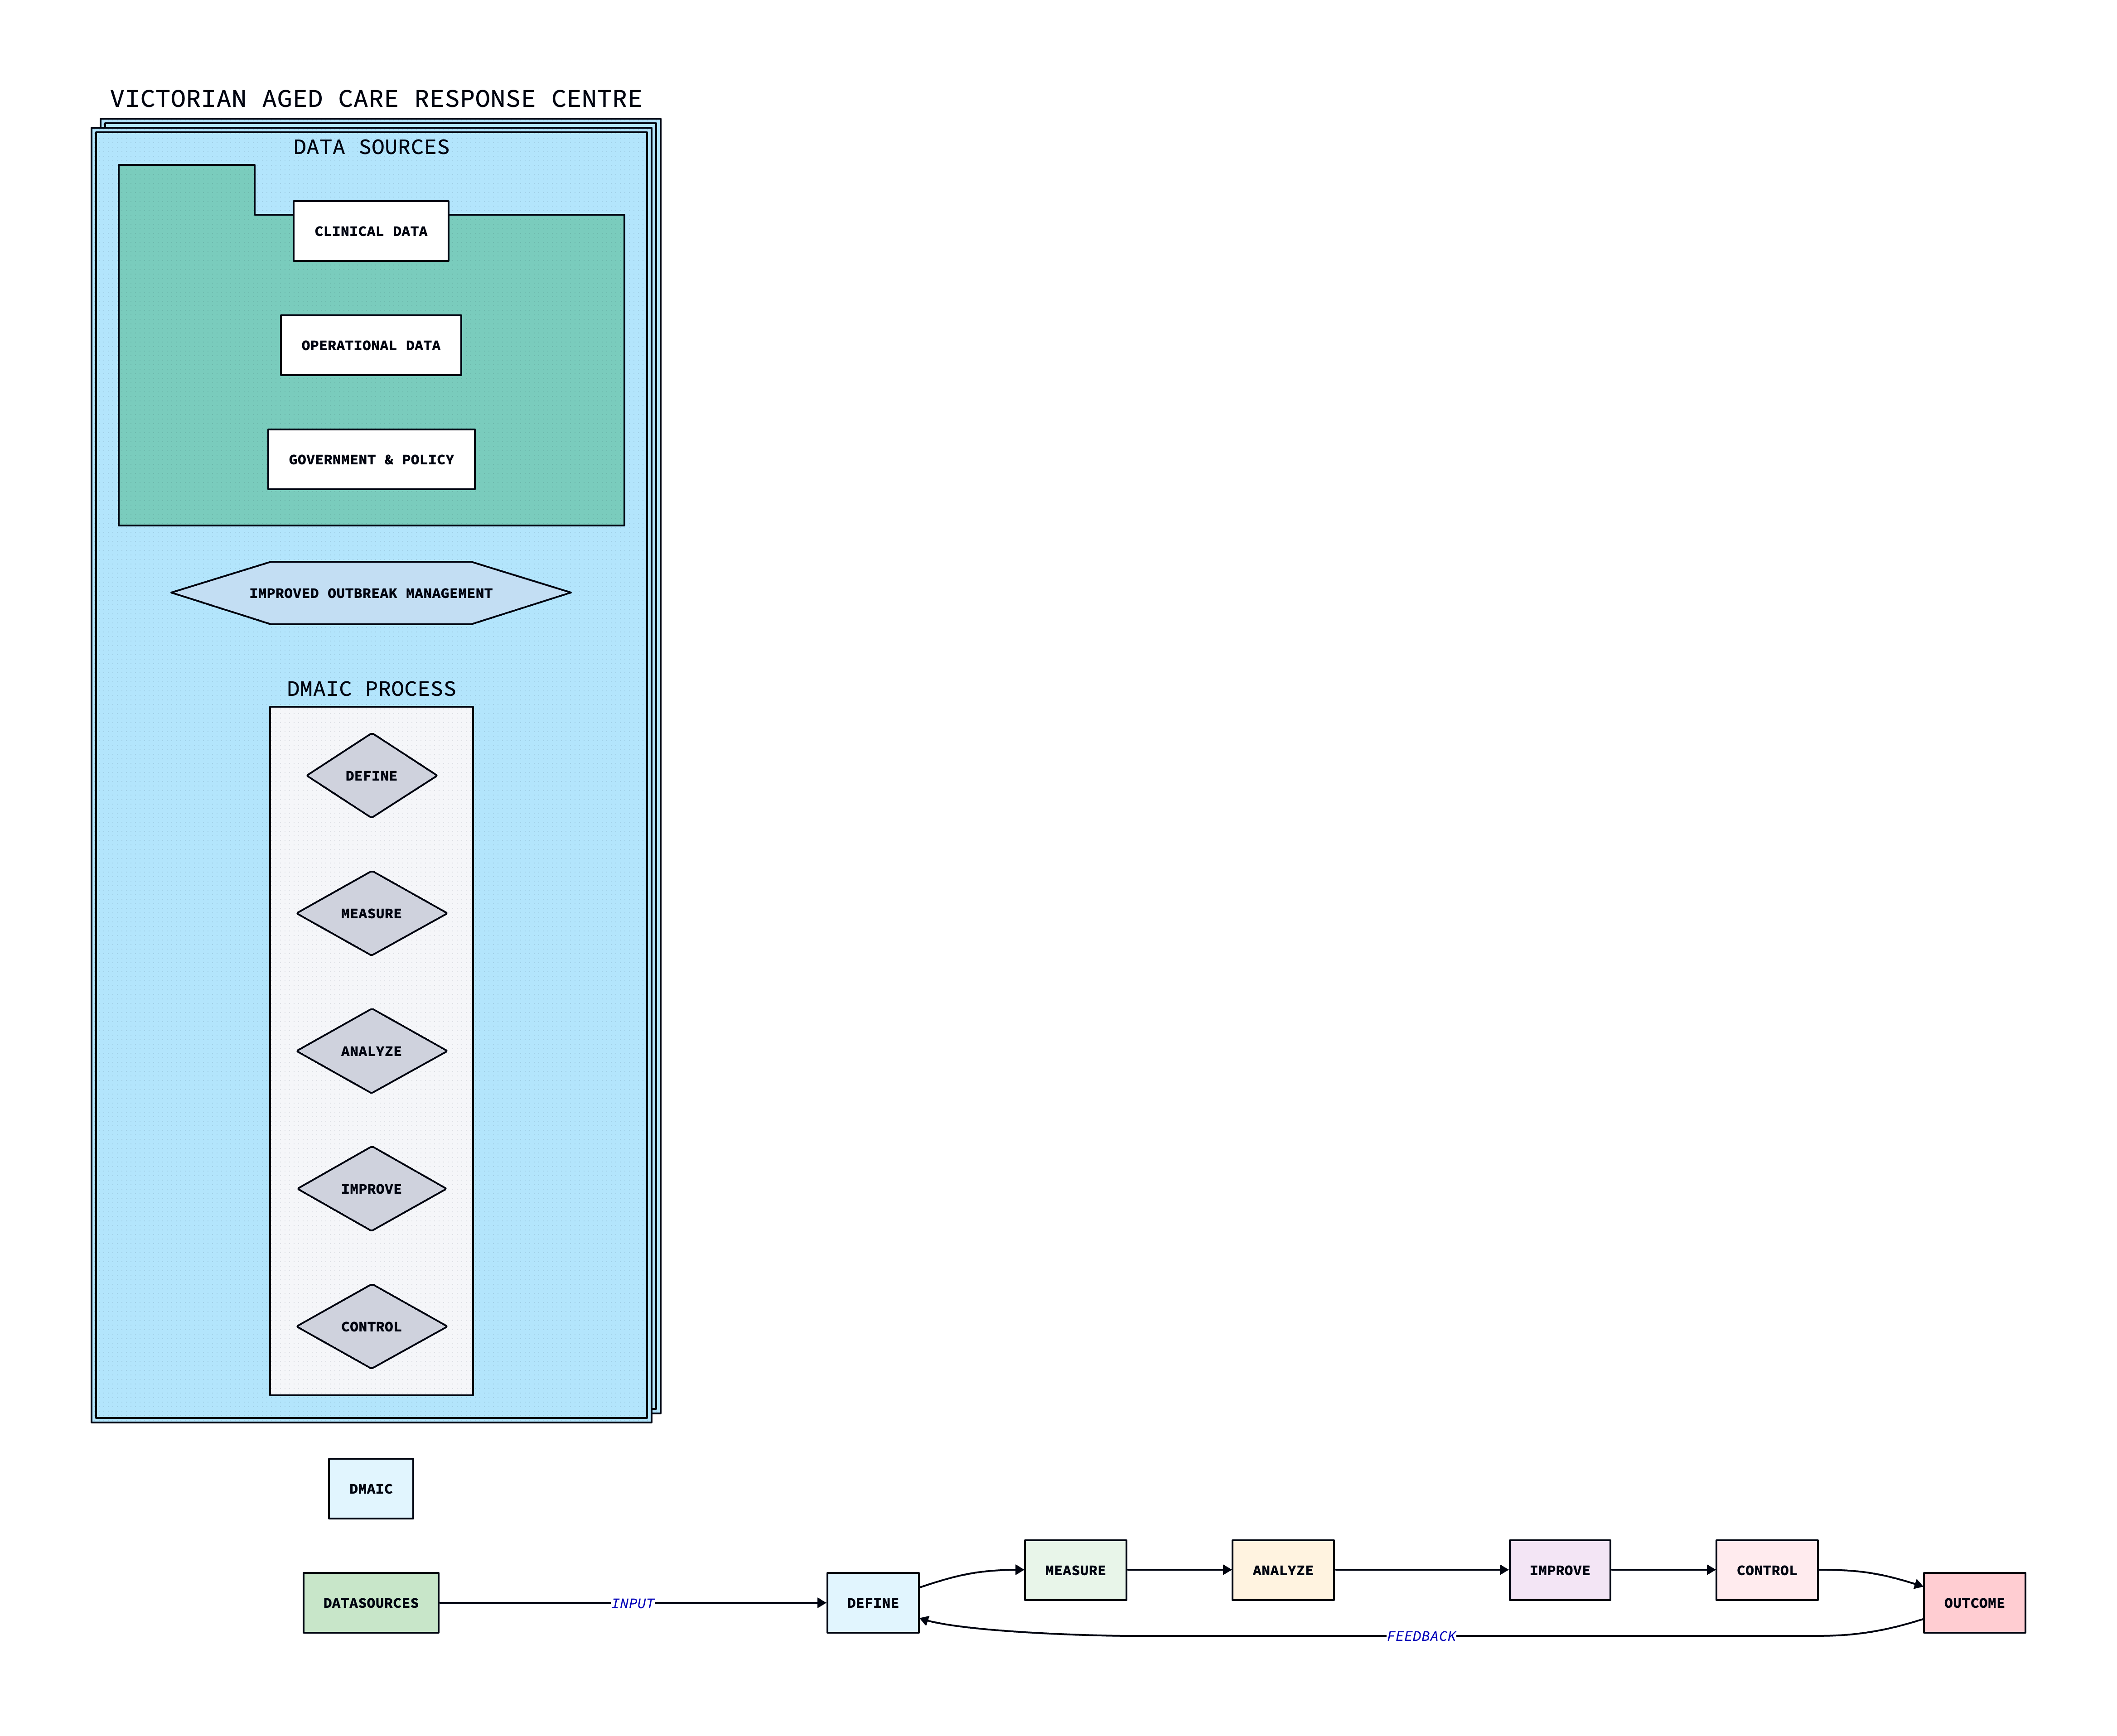 VICTORIAN AGED CARE RESPONSE CENTRE
DATA SOURCES
CLINICAL DATA
OPERATIONAL DATA
GOVERNMENT & POLICY
IMPROVED OUTBREAK MANAGEMENT
DMAIC PROCESS
DEFINE
MEASURE
ANALYZE
IMPROVE
CONTROL
DMAIC
DATASOURCES
INPUT
DEFINE
MEASURE
ANALYZE
IMPROVE
CONTROL
OUTCOME
FEEDBACK